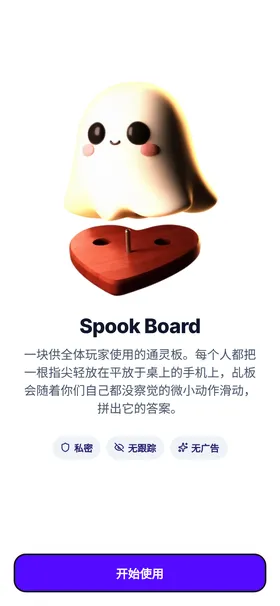 Spook Board
一块供全体玩家使用的通灵板。每个人都把
一根指尖轻放在平放于桌上的手机上，乩板
会随着你们自己都没察觉的微小动作滑动，
拼出它的答案。
私密 无跟踪 无广告
开始使用